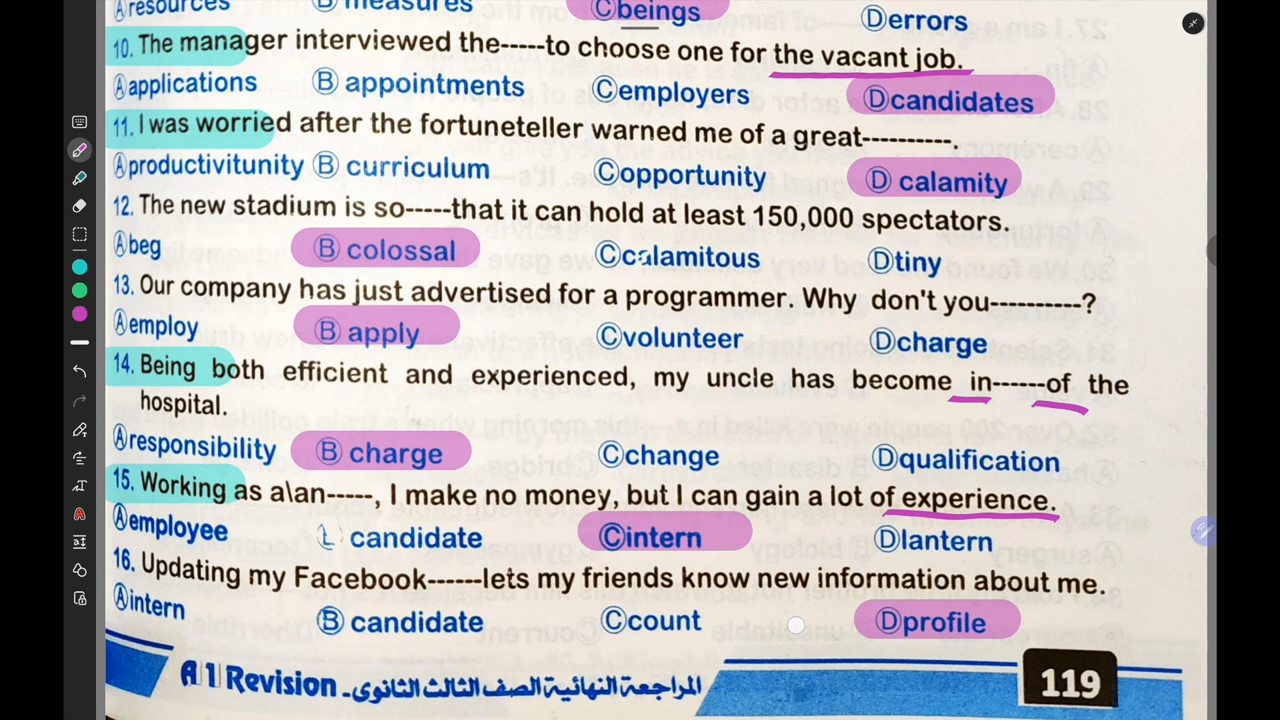 Ⓐresources Ⓑ measures Ⓒbeings Ⓓerrors
10. The manager interviewed the-----to choose one for the vacant job.
Ⓐapplications Ⓑ appointments Ⓒemployers Ⓓcandidates
11. I was worried after the fortuneteller warned me of a great----------.
Ⓐproductivitunity Ⓑ curriculum Ⓒopportunity Ⓓ calamity
12. The new stadium is so-----that it can hold at least 150,000 spectators.
Ⓐbeg Ⓑ colossal Ⓒcalamitous Ⓓtiny
13. Our company has just advertised for a programmer. Why don't you----------?
Ⓐemploy Ⓑ apply Ⓒvolunteer Ⓓcharge
14. Being both efficient and experienced, my uncle has become in------of the
hospital.
Ⓐresponsibility Ⓑ charge Ⓒchange Ⓓqualification
15. Working as a\an-----, I make no money, but I can gain a lot of experience.
Ⓐemployee candidate Ⓒintern Ⓓlantern
16. Updating my Facebook------lets my friends know new information about me.
Ⓐintern Ⓑ candidate Ⓒcount Ⓓprofile
A1 Revision - المراجعة النهائية الصف الثالث الثانوى 119